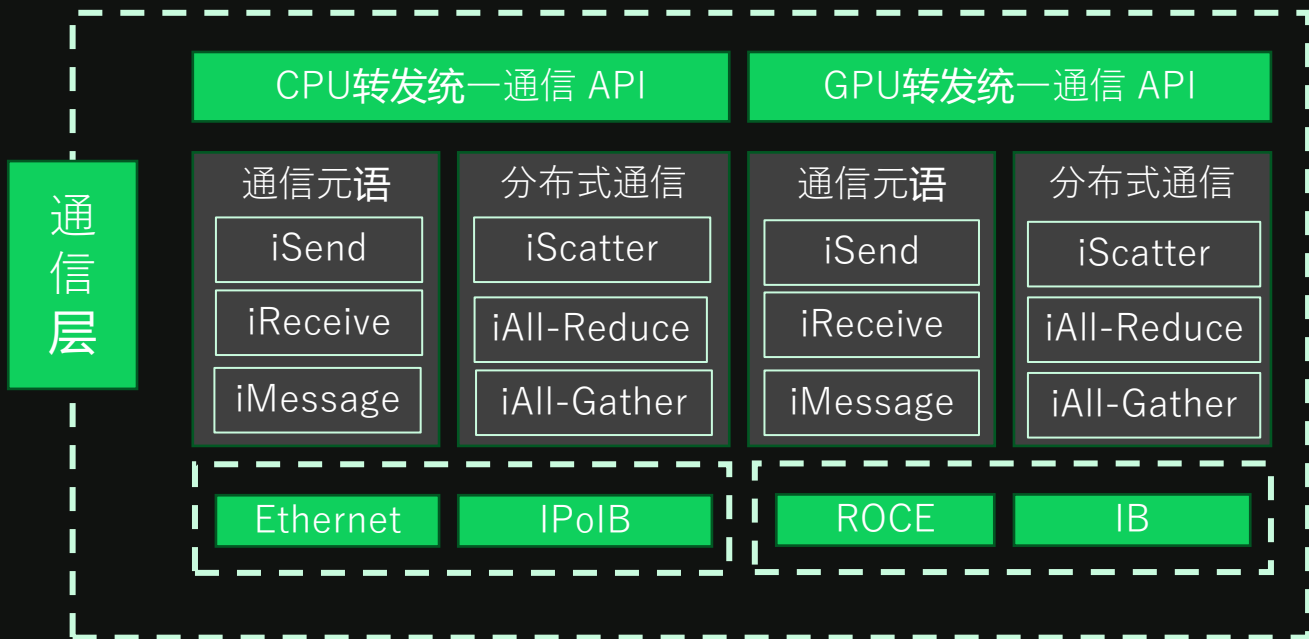 通信层
CPU转发统一通信 API
GPU转发统一通信 API
通信元语
iSend
iReceive
iMessage
分布式通信
iScatter
iAll-Reduce
iAll-Gather
通信元语
iSend
iReceive
iMessage
分布式通信
iScatter
iAll-Reduce
iAll-Gather
Ethernet
IPoIB
ROCE
IB